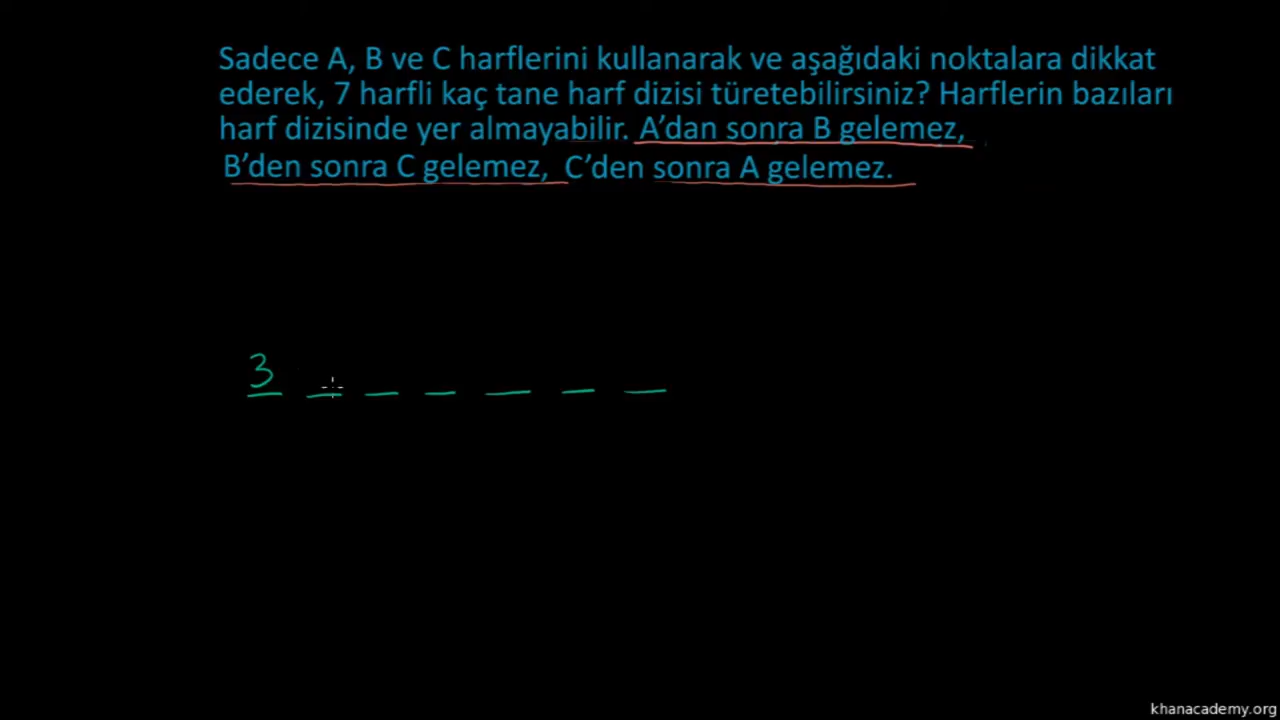 Sadece A, B ve C harflerini kullanarak ve aşağıdaki noktalara dikkat
ederek, 7 harfli kaç tane harf dizisi türetebilirsiniz? Harflerin bazıları
harf dizisinde yer almayabilir. A’dan sonra B gelemez,
B’den sonra C gelemez, C’den sonra A gelemez.
3
khanacademy.org